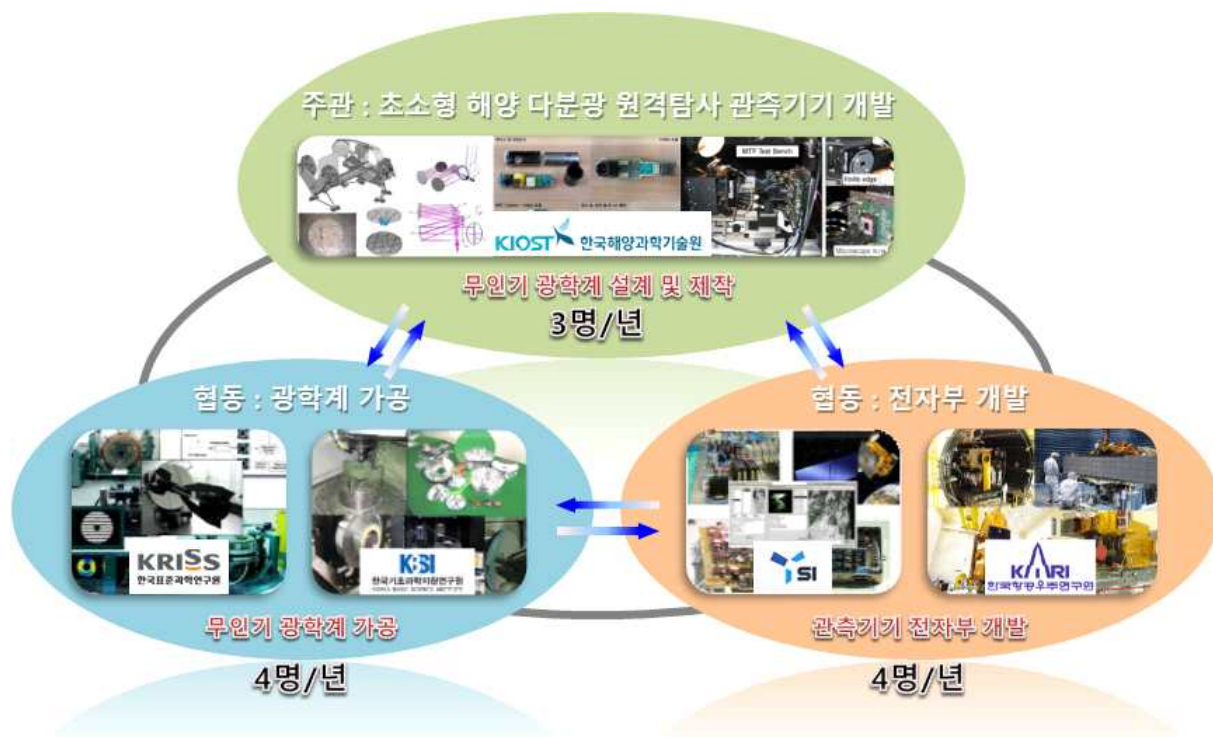 주관 : 초소형 해양 다분광 원격탐사 관측기기 개발
MTF Test Bench
Knife edge
KIOST 한국해양과학기술원
무인기 광학계 설계 및 제작
3명/년
협동 : 광학계 가공
KRISS
한국표준과학연구원
KBSI
한국기초과학지원연구원
무인기 광학계 가공
4명/년
협동 : 전자부 개발
SI
KARI
한국항공우주연구원
관측기기 전자부 개발
4명/년